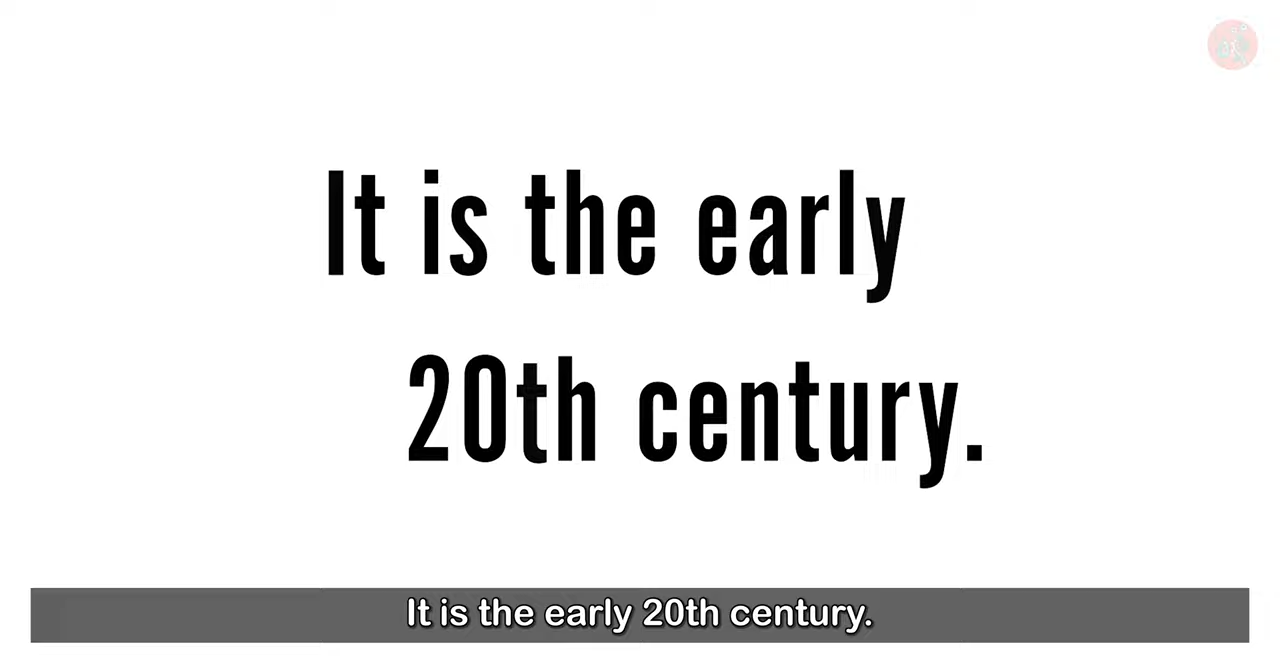 It is the early
20th century.
It is the early 20th century.